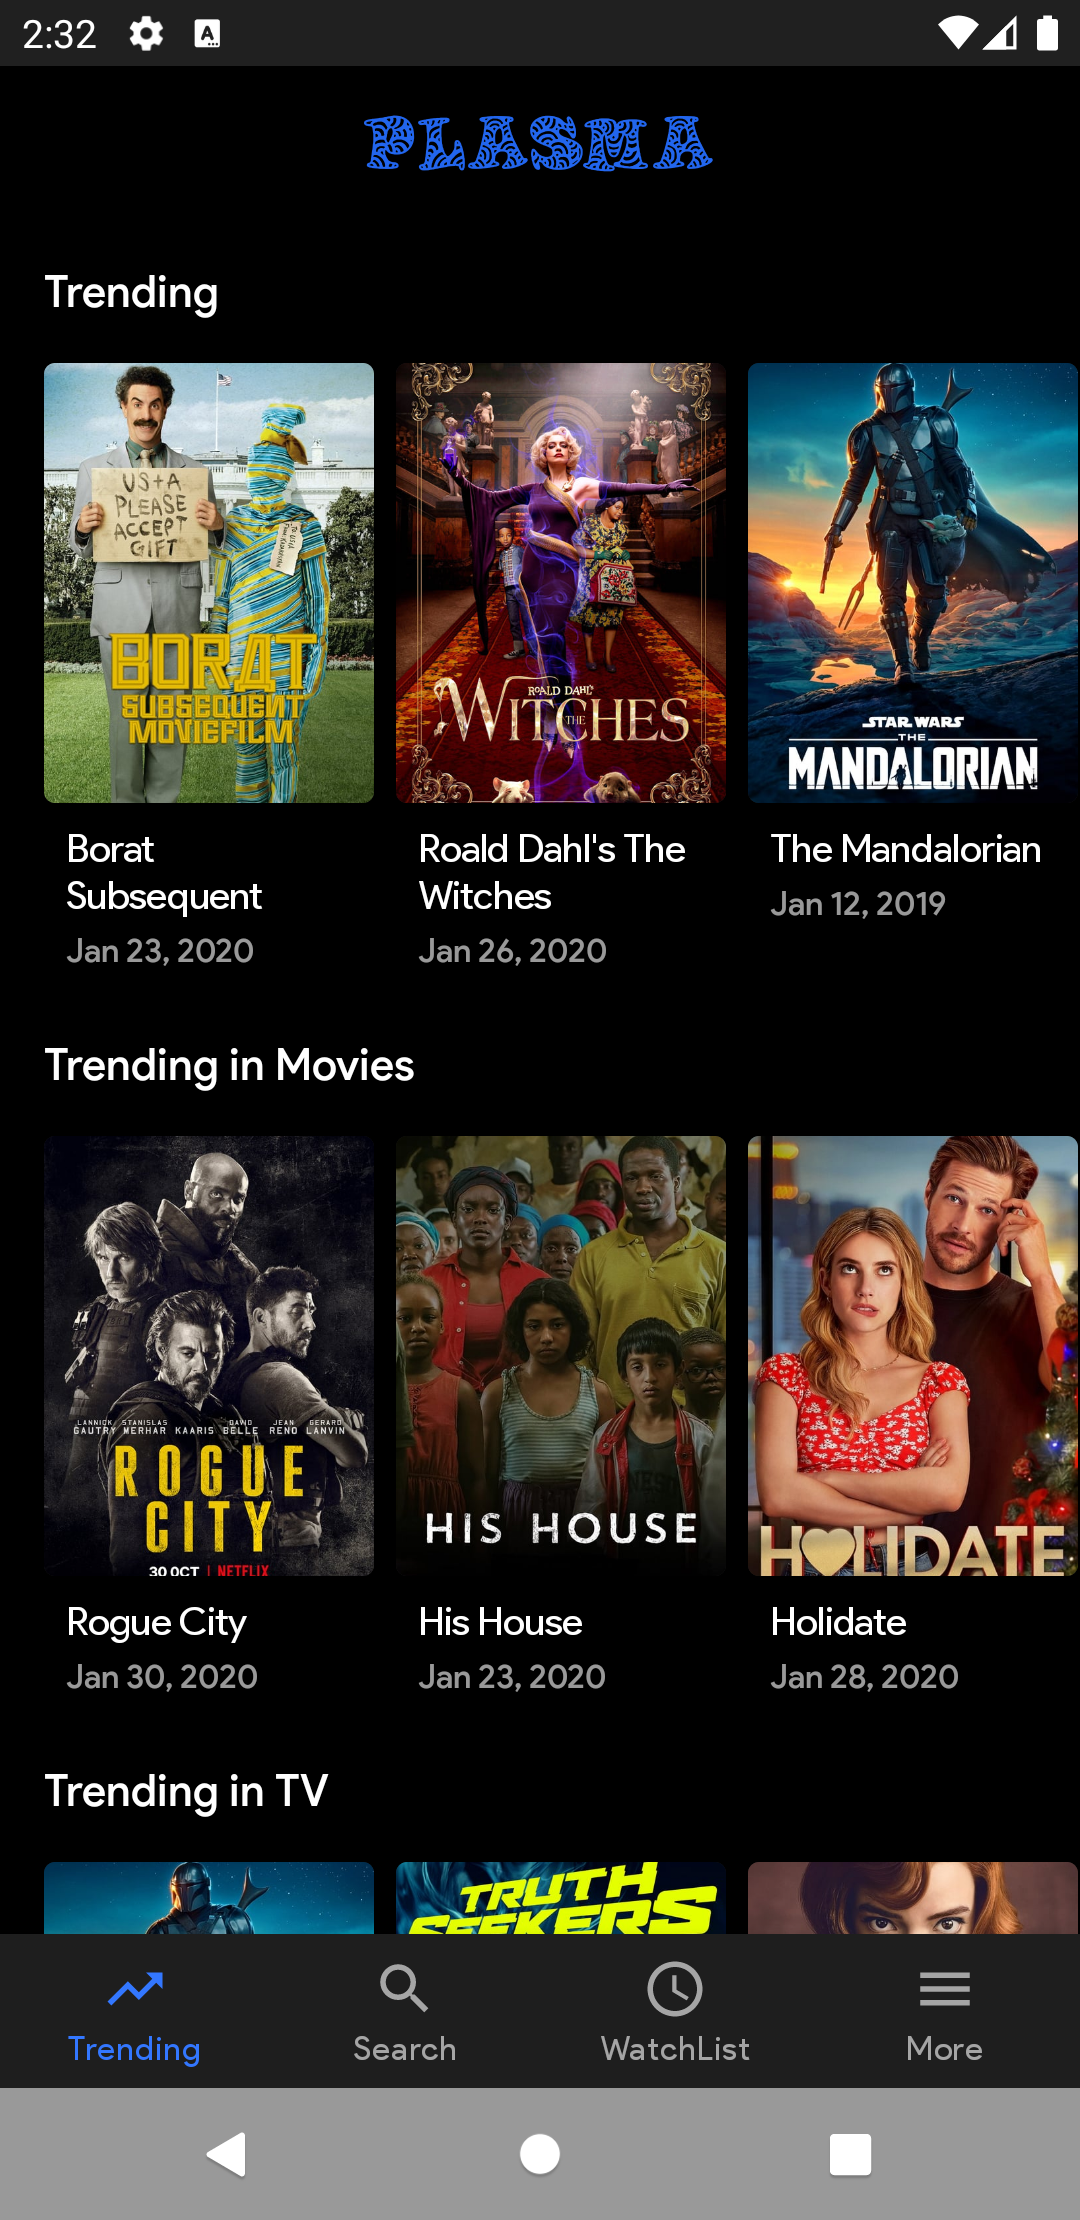 2:32
PLASMA
Trending
US+A
PLEASE
ACCEPT
GIFT
BORAT
SUBSEQUENT
MOVIEFILM
ROALD DAHL'S
THE
WITCHES
STAR WARS
THE
MANDALORIAN
Borat
Subsequent
Jan 23, 2020
Roald Dahl's The
Witches
Jan 26, 2020
The Mandalorian
Jan 12, 2019
Trending in Movies
LANNICK STANISLAS DAVID JEAN GERARD
GAUTRY MERHAR KAARIS BELLE RENO LANVIN
ROGUE
CITY
30 OCT | NETFLIX
HIS HOUSE
HOLIDATE
Rogue City
Jan 30, 2020
His House
Jan 23, 2020
Holidate
Jan 28, 2020
Trending in TV
TRUTH
SEEKERS
Trending
Search
WatchList
More